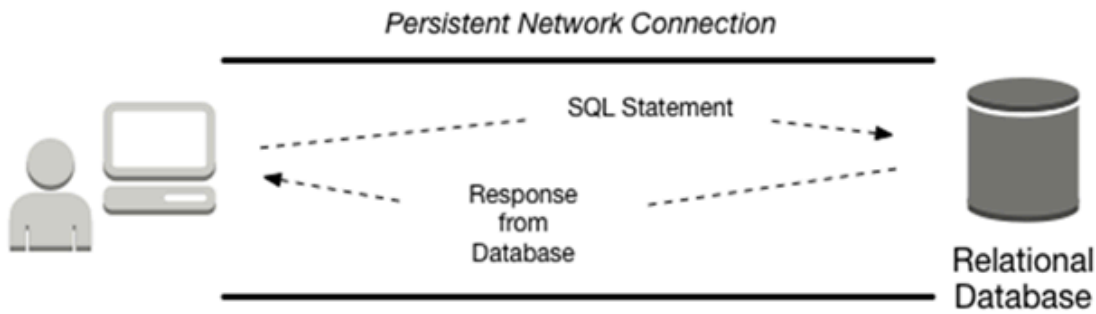 Persistent Network Connection
SQL Statement
Response
from
Database
Relational
Database